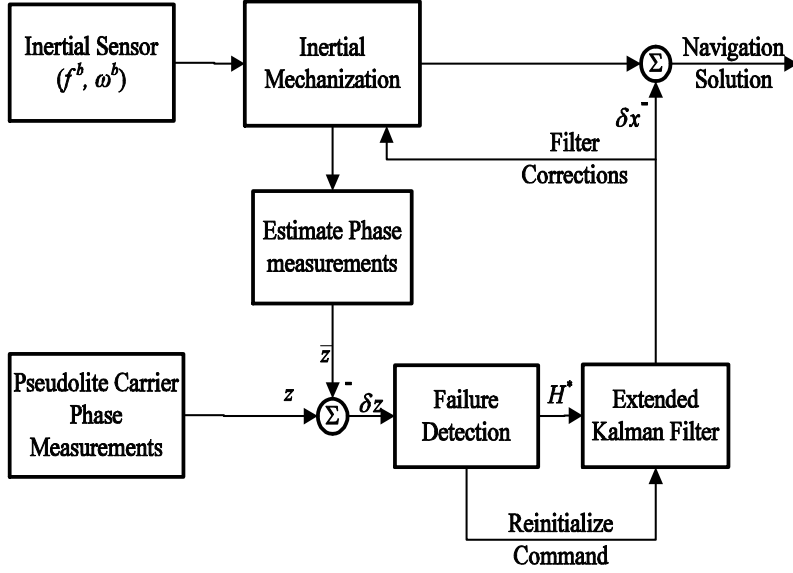 Inertial Sensor
(f^b, ω^b)
Inertial
Mechanization
Σ
Navigation
Solution
δx
-
Filter
Corrections
Estimate Phase
measurements
z̅
-
Pseudolite Carrier
Phase
Measurements
z
Σ
δz
Failure
Detection
H*
Extended
Kalman Filter
Reinitialize
Command